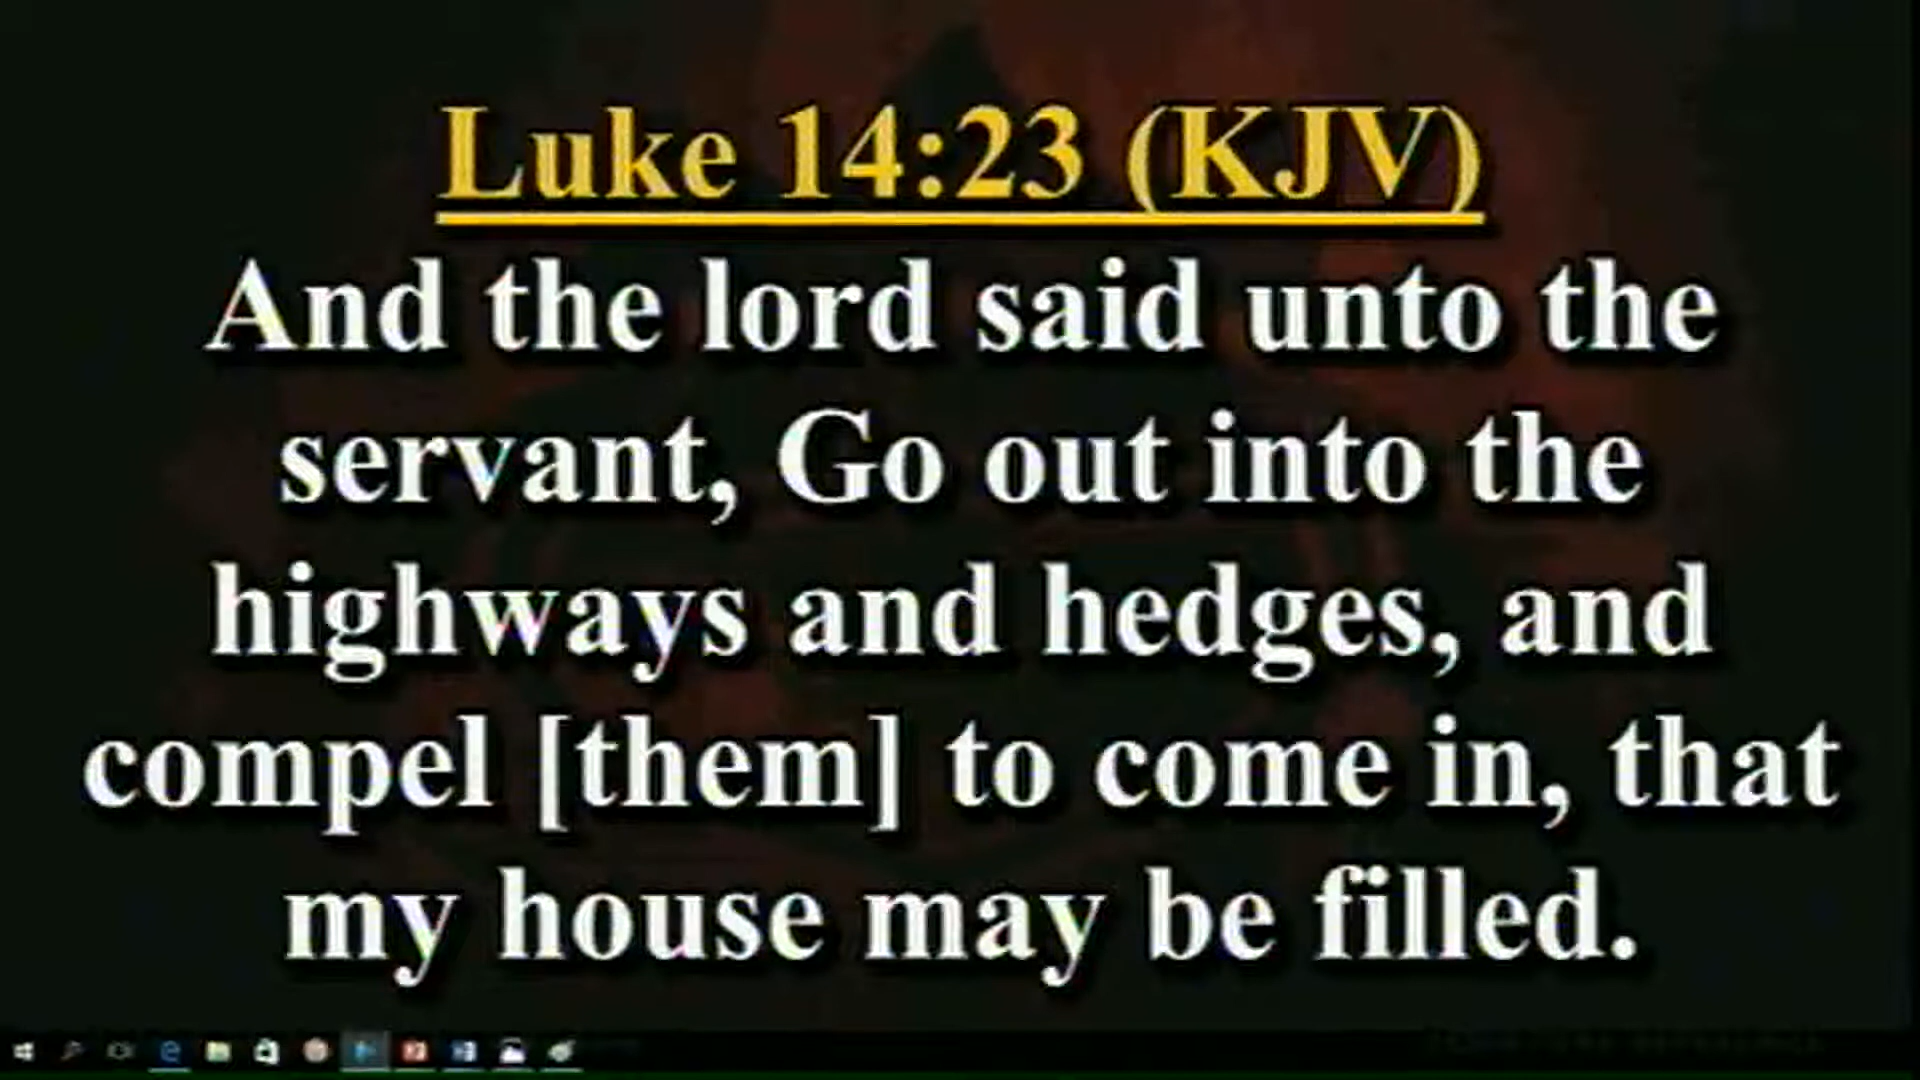 Luke 14:23 (KJV)
And the lord said unto the
servant, Go out into the
highways and hedges, and
compel [them] to come in, that
my house may be filled.